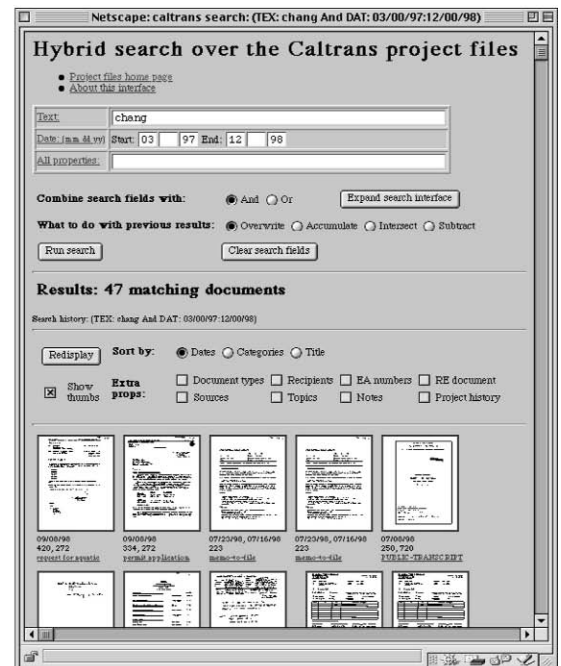 Netscape: caltrans search: (TEX: chang And DAT: 03/00/97:12/00/98)
Hybrid search over the Caltrans project files
Project files home page
About this interface
Text: chang
Date: (mm dd yy) Start: 03 97 End: 12 98
All properties:
Combine search fields with: And Or Expand search interface
What to do with previous results: Overwrite Accumulate Intersect Subtract
Run search Clear search fields
Results: 47 matching documents
Search history: (TEX: chang And DAT: 03/00/97:12/00/98)
Redisplay Sort by: Dates Categories Title
Show thumbs Extra props: Document types Recipients EA numbers RE document
Sources Topics Notes Project history
09/08/98 09/08/98 07/23/98, 07/16/98 07/23/98, 07/16/98 07/08/98
420, 272 334, 272 223 223 250, 720
request for aquatic permit application memo-to-file memo-to-file PUBLIC-TRANSCRIPT